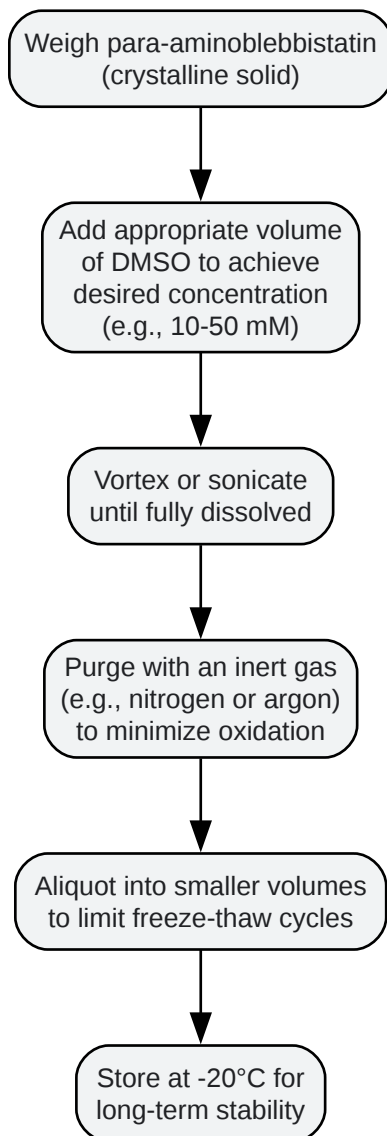 Weigh para-aminoblebbistatin
(crystalline solid)
Add appropriate volume
of DMSO to achieve
desired concentration
(e.g., 10-50 mM)
Vortex or sonicate
until fully dissolved
Purge with an inert gas
(e.g., nitrogen or argon)
to minimize oxidation
Aliquot into smaller volumes
to limit freeze-thaw cycles
Store at -20°C for
long-term stability